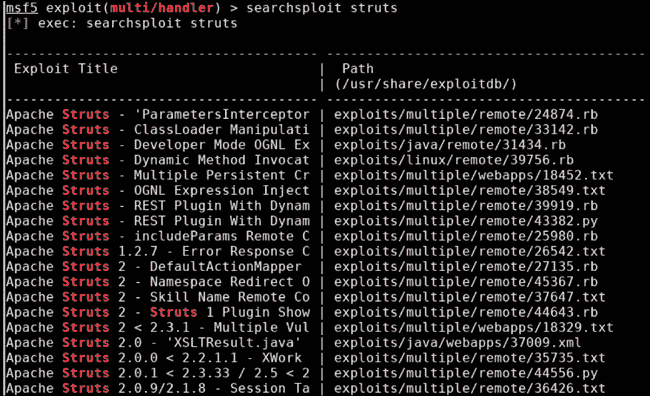 msf5 exploit(multi/handler) > searchsploit struts
[*] exec: searchsploit struts
--------------------------------------- ----------------------------------------
Exploit Title | Path
| (/usr/share/exploitdb/)
--------------------------------------- ----------------------------------------
Apache Struts - 'ParametersInterceptor | exploits/multiple/remote/24874.rb
Apache Struts - ClassLoader Manipulati | exploits/multiple/remote/33142.rb
Apache Struts - Developer Mode OGNL Ex | exploits/java/remote/31434.rb
Apache Struts - Dynamic Method Invocat | exploits/linux/remote/39756.rb
Apache Struts - Multiple Persistent Cr | exploits/multiple/webapps/18452.txt
Apache Struts - OGNL Expression Inject | exploits/multiple/remote/38549.txt
Apache Struts - REST Plugin With Dynam | exploits/multiple/remote/39919.rb
Apache Struts - REST Plugin With Dynam | exploits/multiple/remote/43382.py
Apache Struts - includeParams Remote C | exploits/multiple/remote/25980.rb
Apache Struts 1.2.7 - Error Response C | exploits/multiple/remote/26542.txt
Apache Struts 2 - DefaultActionMapper | exploits/multiple/remote/27135.rb
Apache Struts 2 - Namespace Redirect O | exploits/multiple/remote/45367.rb
Apache Struts 2 - Skill Name Remote Co | exploits/multiple/remote/37647.txt
Apache Struts 2 - Struts 1 Plugin Show | exploits/multiple/remote/44643.rb
Apache Struts 2 < 2.3.1 - Multiple Vul | exploits/multiple/webapps/18329.txt
Apache Struts 2.0 - 'XSLTResult.java' | exploits/java/webapps/37009.xml
Apache Struts 2.0.0 < 2.2.1.1 - XWork | exploits/multiple/remote/35735.txt
Apache Struts 2.0.1 < 2.3.33 / 2.5 < 2 | exploits/multiple/remote/44556.py
Apache Struts 2.0.9/2.1.8 - Session Ta | exploits/multiple/remote/36426.txt